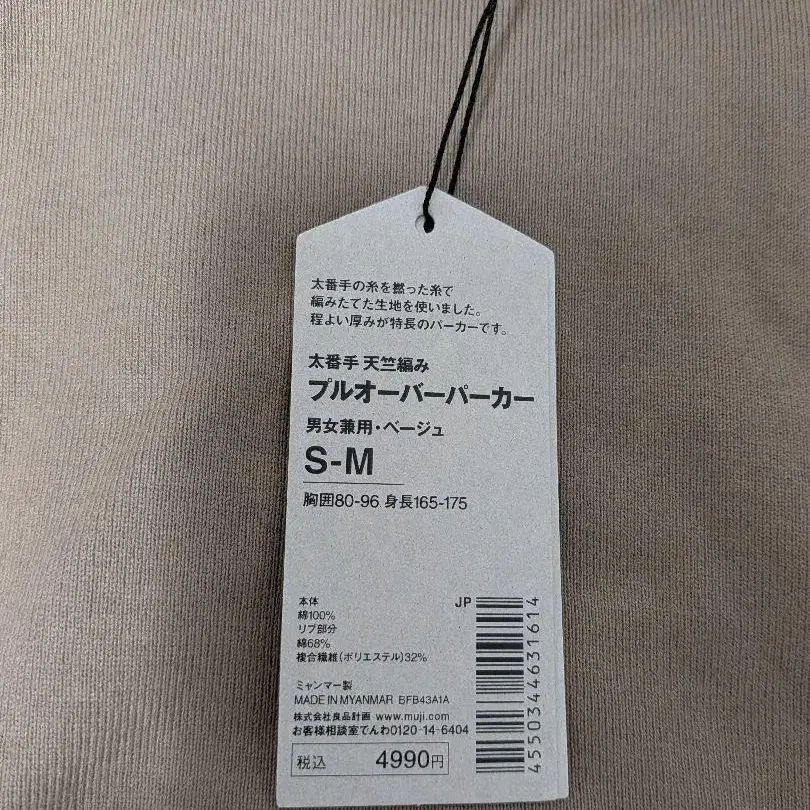 太番手の糸を撚った糸で
編みたてた生地を使いました。
程よい厚みが特長のパーカーです。
太番手 天竺編み
プルオーバーパーカー
男女兼用・ベージュ
S-M
胸囲80-96 身長165-175
本体
綿100%
リブ部分
綿68%
複合繊維(ポリエステル)32%
ミャンマー製
MADE IN MYANMAR BFB43A1A
株式会社良品計画 www.muji.com
お客様相談室でんわ0120-14-6404
税込 4990円
JP
4550344631614